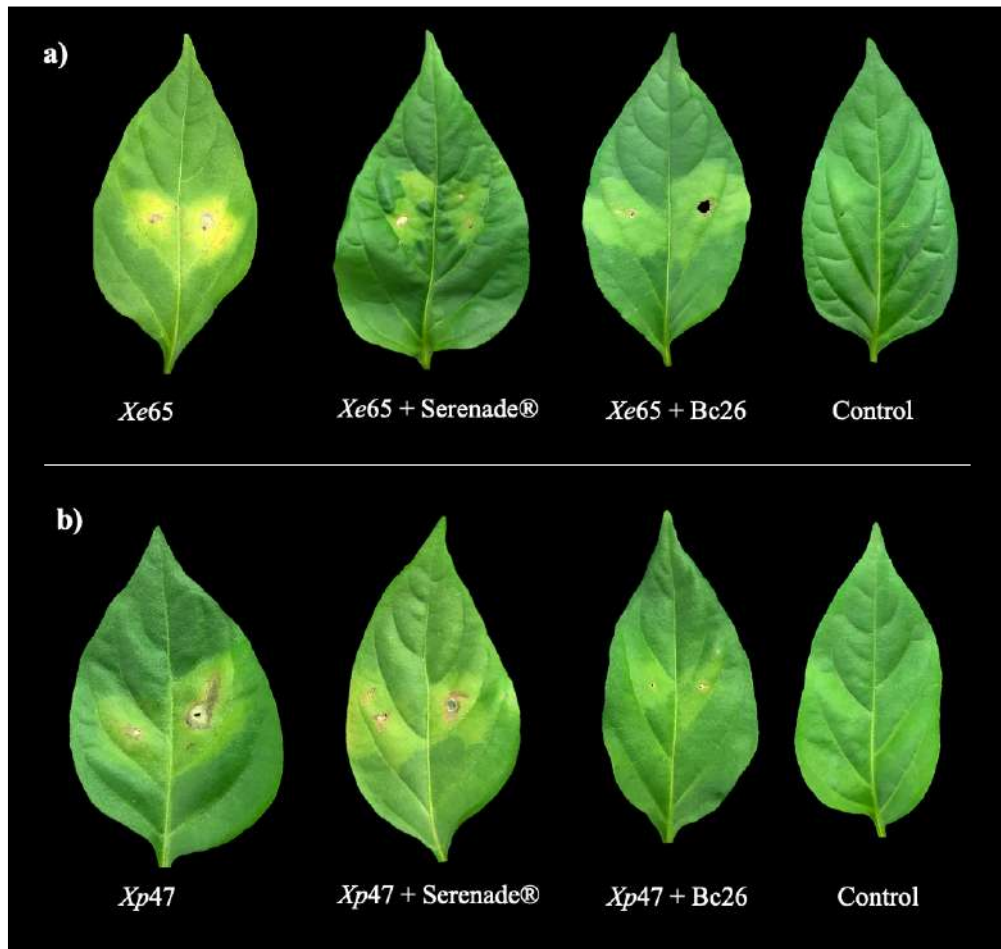 a)
Xe65
Xe65 + Serenade®
Xe65 + Bc26
Control
b)
Xp47
Xp47 + Serenade®
Xp47 + Bc26
Control